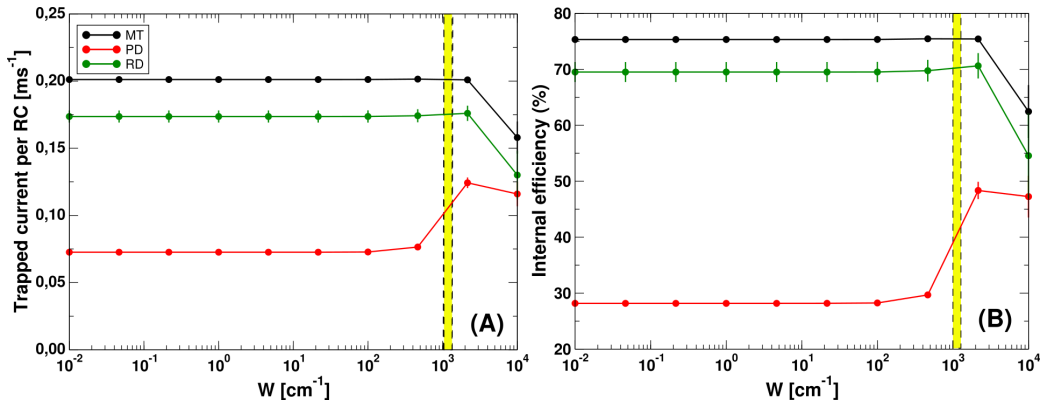 Trapped current per RC [ms⁻¹]
0,25
0,20
0,15
0,10
0,05
0,00
MT
PD
RD
(A)
10⁻² 10⁻¹ 10⁰ 10¹ 10² 10³ 10⁴
W [cm⁻¹]
Internal efficiency (%)
80
70
60
50
40
30
20
(B)
10⁻² 10⁻¹ 10⁰ 10¹ 10² 10³ 10⁴
W [cm⁻¹]